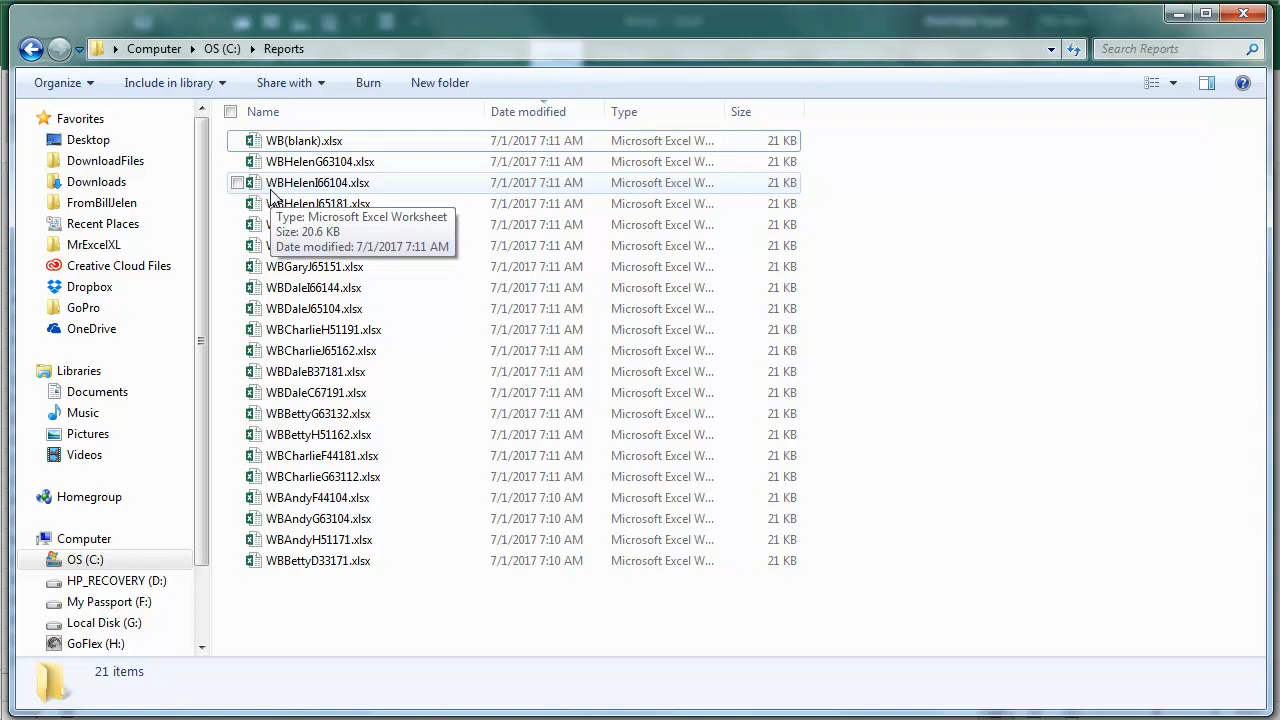 Computer ▸ OS (C:) ▸ Reports
Search Reports
Organize Include in library Share with Burn New folder
Favorites
Desktop
DownloadFiles
Downloads
FromBillJelen
Recent Places
MrExcelXL
Creative Cloud Files
Dropbox
GoPro
OneDrive
Libraries
Documents
Music
Pictures
Videos
Homegroup
Computer
OS (C:)
HP_RECOVERY (D:)
My Passport (F:)
Local Disk (G:)
GoFlex (H:)
Name Date modified Type Size
WB(blank).xlsx 7/1/2017 7:11 AM Microsoft Excel W... 21 KB
WBHelenG63104.xlsx 7/1/2017 7:11 AM Microsoft Excel W... 21 KB
WBHelenI66104.xlsx 7/1/2017 7:11 AM Microsoft Excel W... 21 KB
WBHelenJ65181.xlsx 7/1/2017 7:11 AM Microsoft Excel W... 21 KB
Type: Microsoft Excel Worksheet
Size: 20.6 KB
Date modified: 7/1/2017 7:11 AM
7/1/2017 7:11 AM Microsoft Excel W... 21 KB
7/1/2017 7:11 AM Microsoft Excel W... 21 KB
WBGaryJ65151.xlsx 7/1/2017 7:11 AM Microsoft Excel W... 21 KB
WBDaleI66144.xlsx 7/1/2017 7:11 AM Microsoft Excel W... 21 KB
WBDaleJ65104.xlsx 7/1/2017 7:11 AM Microsoft Excel W... 21 KB
WBCharlieH51191.xlsx 7/1/2017 7:11 AM Microsoft Excel W... 21 KB
WBCharlieJ65162.xlsx 7/1/2017 7:11 AM Microsoft Excel W... 21 KB
WBDaleB37181.xlsx 7/1/2017 7:11 AM Microsoft Excel W... 21 KB
WBDaleC67191.xlsx 7/1/2017 7:11 AM Microsoft Excel W... 21 KB
WBBettyG63132.xlsx 7/1/2017 7:11 AM Microsoft Excel W... 21 KB
WBBettyH51162.xlsx 7/1/2017 7:11 AM Microsoft Excel W... 21 KB
WBCharlieF44181.xlsx 7/1/2017 7:11 AM Microsoft Excel W... 21 KB
WBCharlieG63112.xlsx 7/1/2017 7:11 AM Microsoft Excel W... 21 KB
WBAndyF44104.xlsx 7/1/2017 7:10 AM Microsoft Excel W... 21 KB
WBAndyG63104.xlsx 7/1/2017 7:10 AM Microsoft Excel W... 21 KB
WBAndyH51171.xlsx 7/1/2017 7:10 AM Microsoft Excel W... 21 KB
WBBettyD33171.xlsx 7/1/2017 7:10 AM Microsoft Excel W... 21 KB
21 items